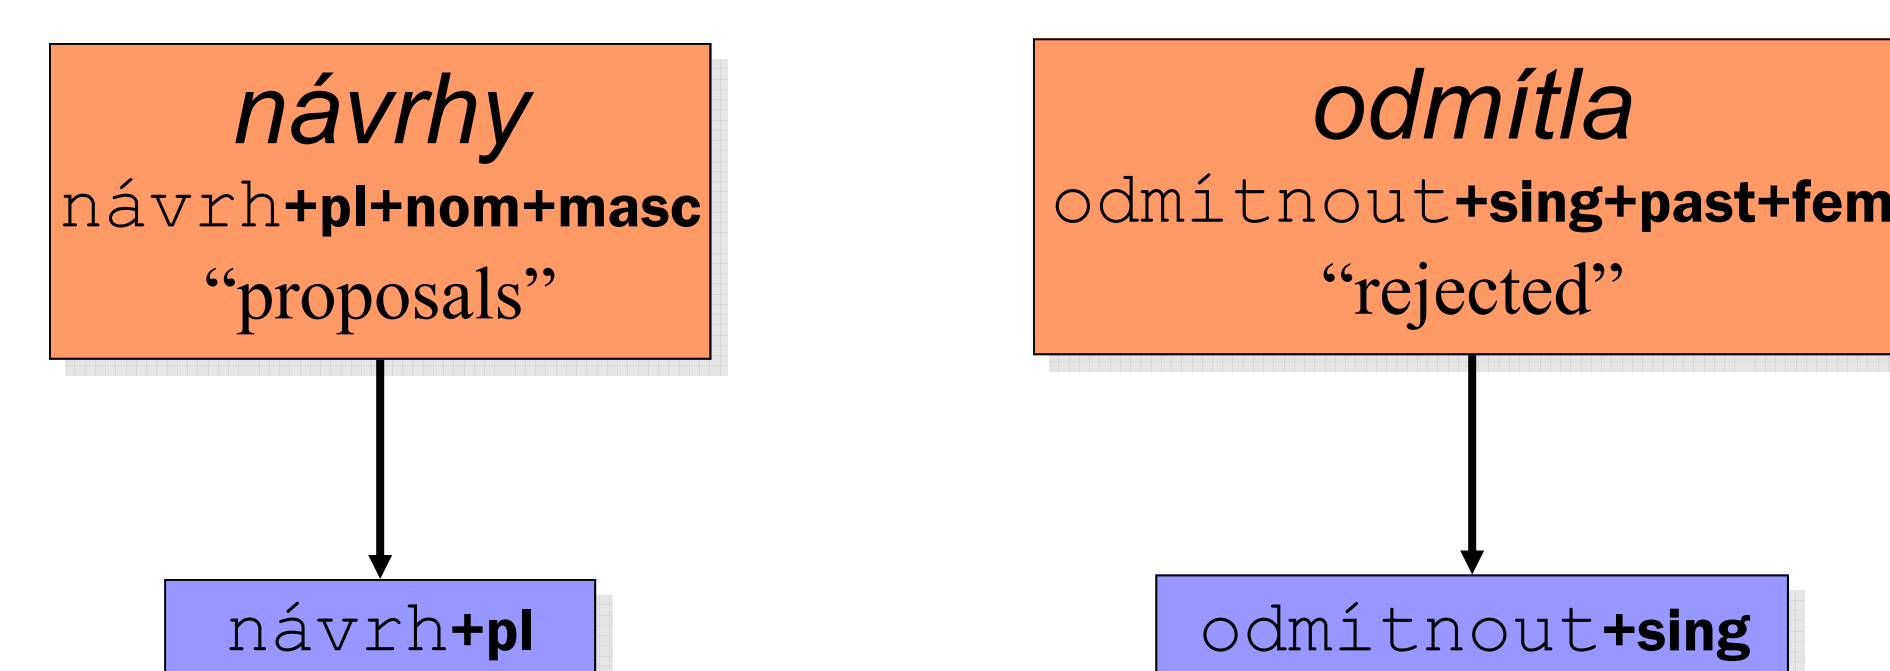 návrhy
návrh+pl+nom+masc
“proposals”
návrh+pl
odmítla
odmítnout+sing+past+fem
“rejected”
odmítnout+sing